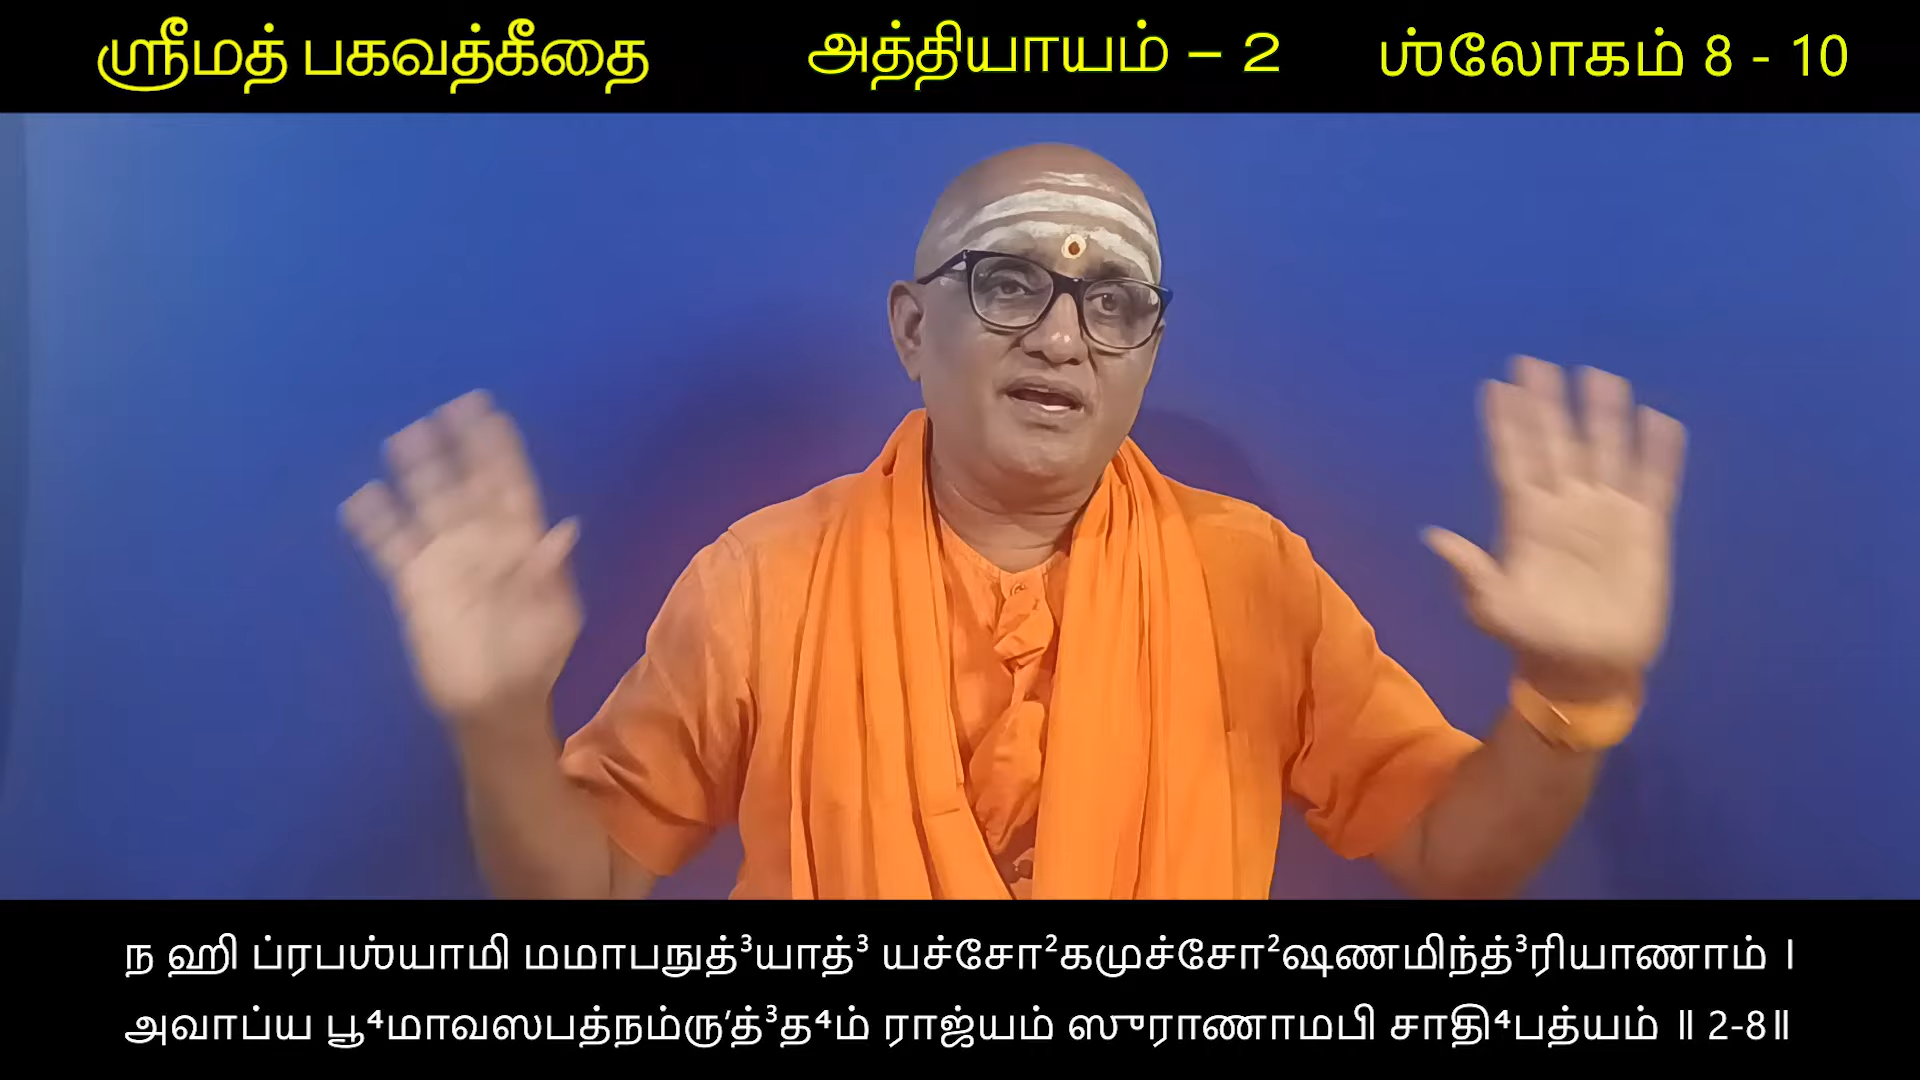 ஸ்ரீமத் பகவத்கீதை அத்தியாயம் – 2 ஶ்லோகம் 8 - 10
ந ஹி ப்ரபஶ்யாமி மமாபநுத்³யாத்³ யச்சோ²கமுச்சோ²ஷணமிந்த்³ரியாணாம் ।
அவாப்ய பூ⁴மாவஸபத்நம்ரு’த்³த⁴ம் ராஜ்யம் ஸுராணாமபி சாதி⁴பத்யம் ॥ 2-8॥